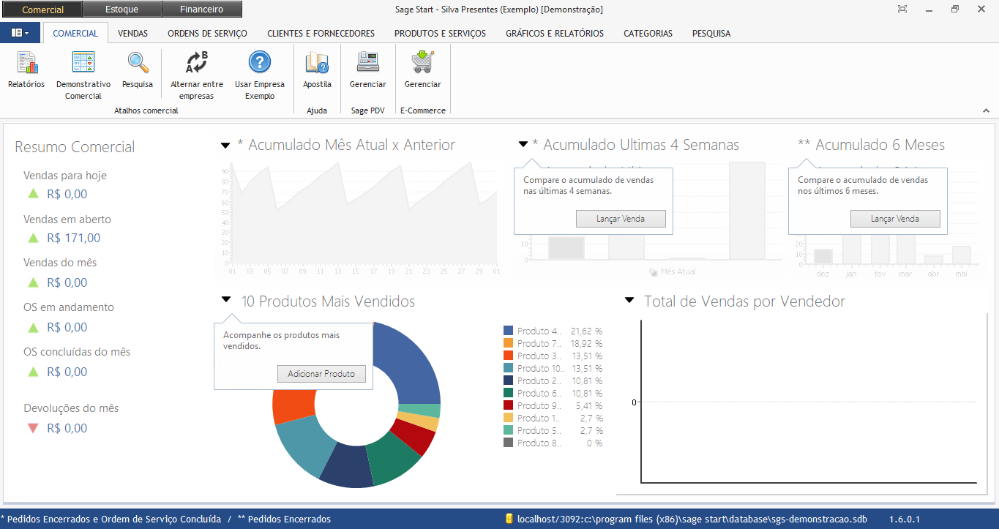 Comercial Estoque Financeiro
Sage Start - Silva Presentes (Exemplo) [Demonstração]
COMERCIAL VENDAS ORDENS DE SERVIÇO CLIENTES E FORNECEDORES PRODUTOS E SERVIÇOS GRÁFICOS E RELATÓRIOS CATEGORIAS PESQUISA
Relatórios
Demonstrativo
Comercial
Pesquisa
A B
Alternar entre
empresas
?
Usar Empresa
Exemplo
Atalhos comercial
?
Apostila
Ajuda
Gerenciar
Sage PDV
Gerenciar
E-Commerce
Resumo Comercial
Vendas para hoje
R$ 0,00
Vendas em aberto
R$ 171,00
Vendas do mês
R$ 0,00
OS em andamento
R$ 0,00
OS concluídas do mês
R$ 0,00
Devoluções do mês
R$ 0,00
* Acumulado Mês Atual x Anterior
90
80
70
60
50
40
30
20
10
0
01 03 05 07 09 11 13 15 17 19 21 23 25 27 29 01
* Acumulado Ultimas 4 Semanas
Compare o acumulado de vendas
nas últimas 4 semanas.
Lançar Venda
10
0
Mês Atual
** Acumulado 6 Meses
Compare o acumulado de vendas
nos últimos 6 meses.
Lançar Venda
30
20
10
0
dez jan fev mar abr mai
10 Produtos Mais Vendidos
Acompanhe os produtos mais
vendidos.
Adicionar Produto
Produto 4.. 21,62 %
Produto 7.. 18,92 %
Produto 3.. 13,51 %
Produto 10.. 13,51 %
Produto 2.. 10,81 %
Produto 6.. 10,81 %
Produto 9.. 5,41 %
Produto 1.. 2,7 %
Produto 5.. 2,7 %
Produto 8.. 0 %
Total de Vendas por Vendedor
0
* Pedidos Encerrados e Ordem de Serviço Concluída / ** Pedidos Encerrados
localhost/3092:c:\program files (x86)\sage start\database\sgs-demonstracao.sdb 1.6.0.1